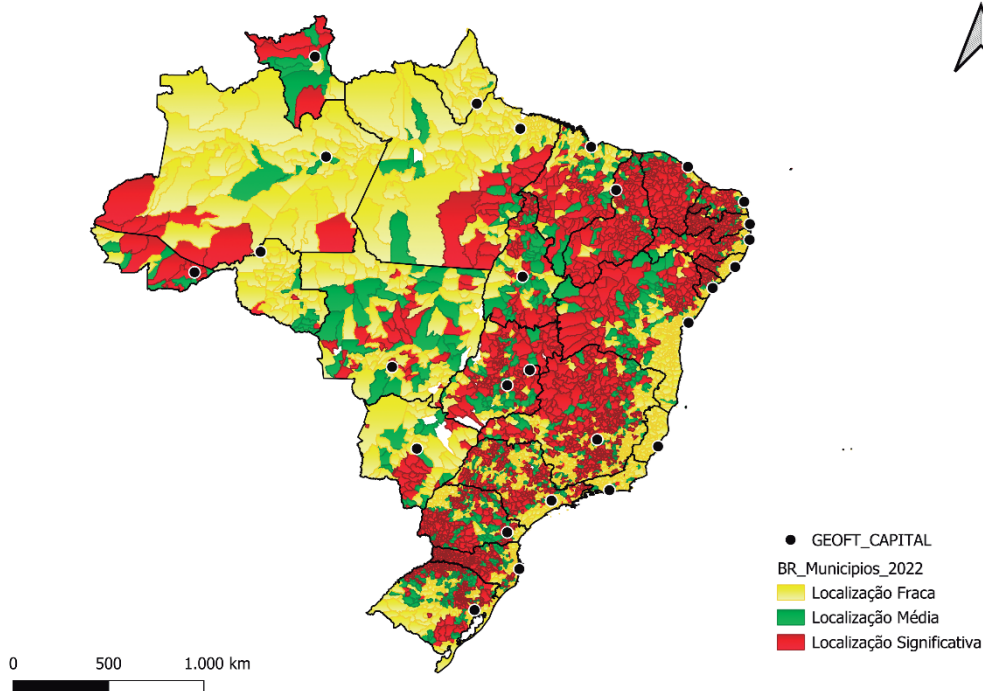 GEOFT_CAPITAL
BR_Municipios_2022
Localização Fraca
Localização Média
Localização Significativa
0 500 1.000 km